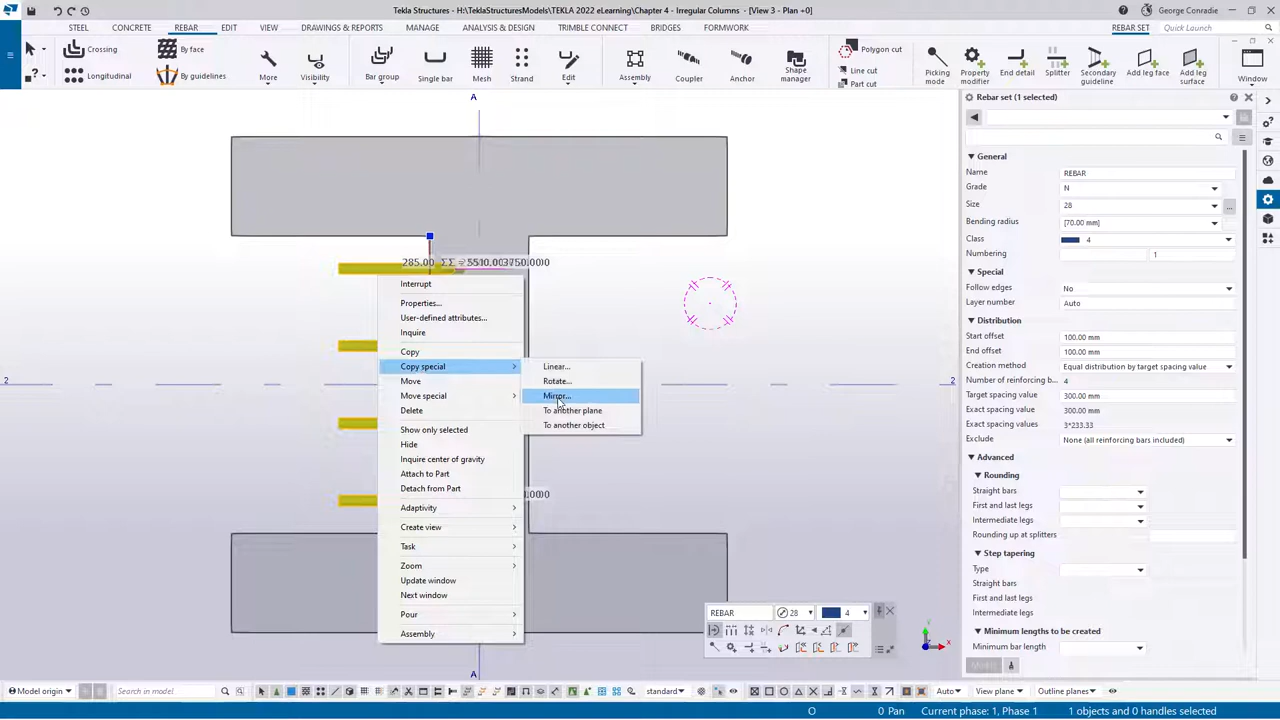 Tekla Structures - H:\TeklaStructuresModels\TEKLA 2022 eLearning\Chapter 4 - Irregular Columns - [View 3 - Plan +0]
George Conradie
STEEL CONCRETE REBAR EDIT VIEW DRAWINGS & REPORTS MANAGE ANALYSIS & DESIGN TRIMBLE CONNECT BRIDGES FORMWORK REBAR SET Quick Launch
Crossing
By face
Longitudinal
By guidelines
More
Visibility
Bar group
Single bar
Mesh
Strand
Edit
Assembly
Coupler
Anchor
Shape manager
Polygon cut
Line cut
Part cut
Picking mode
Property modifier
End detail
Splitter
Secondary guideline
Add leg face
Add leg surface
Window
A
2
2
A
Interrupt
Properties...
User-defined attributes...
Inquire
Copy
Copy special
Move
Move special
Delete
Show only selected
Hide
Inquire center of gravity
Attach to Part
Detach from Part
Adaptivity
Create view
Task
Zoom
Update window
Next window
Pour
Assembly
Linear...
Rotate...
Mirror...
To another plane
To another object
REBAR 28 4
Rebar set (1 selected)
General
Name REBAR
Grade N
Size 28 ...
Bending radius [70.00 mm]
Class 4
Numbering 1
Special
Follow edges No
Layer number Auto
Distribution
Start offset 100.00 mm
End offset 100.00 mm
Creation method Equal distribution by target spacing value
Number of reinforcing b... 4
Target spacing value 300.00 mm
Exact spacing value 300.00 mm
Exact spacing values 3*233.33
Exclude None (all reinforcing bars included)
Advanced
Rounding
Straight bars
First and last legs
Intermediate legs
Rounding up at splitters
Step tapering
Type
Straight bars
First and last legs
Intermediate legs
Minimum lengths to be created
Minimum bar length
Modify
Model origin Search in model standard Auto View plane Outline planes
O 0 Pan Current phase: 1, Phase 1 1 objects and 0 handles selected